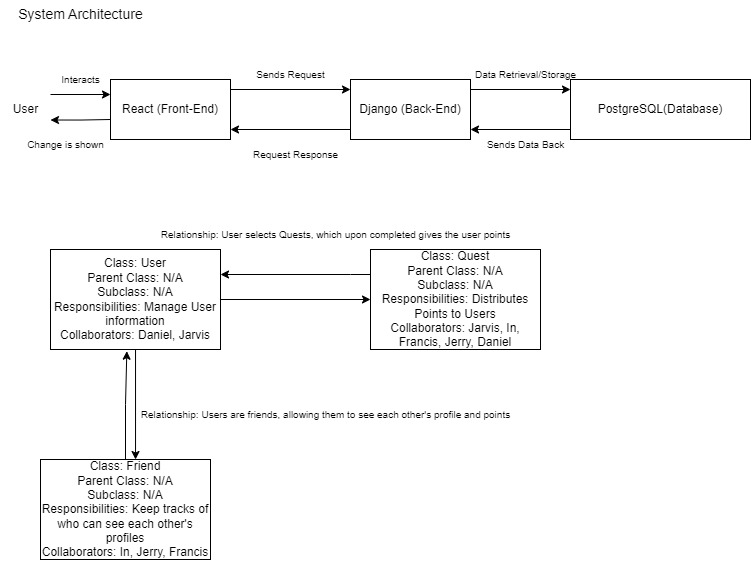 System Architecture
Interacts
Sends Request
Data Retrieval/Storage
User
React (Front-End)
Django (Back-End)
PostgreSQL(Database)
Change is shown
Request Response
Sends Data Back
Relationship: User selects Quests, which upon completed gives the user points
Class: User
Parent Class: N/A
Subclass: N/A
Responsibilities: Manage User
information
Collaborators: Daniel, Jarvis
Class: Quest
Parent Class: N/A
Subclass: N/A
Responsibilities: Distributes
Points to Users
Collaborators: Jarvis, In,
Francis, Jerry, Daniel
Relationship: Users are friends, allowing them to see each other's profile and points
Class: Friend
Parent Class: N/A
Subclass: N/A
Responsibilities: Keep tracks of
who can see each other's
profiles
Collaborators: In, Jerry, Francis